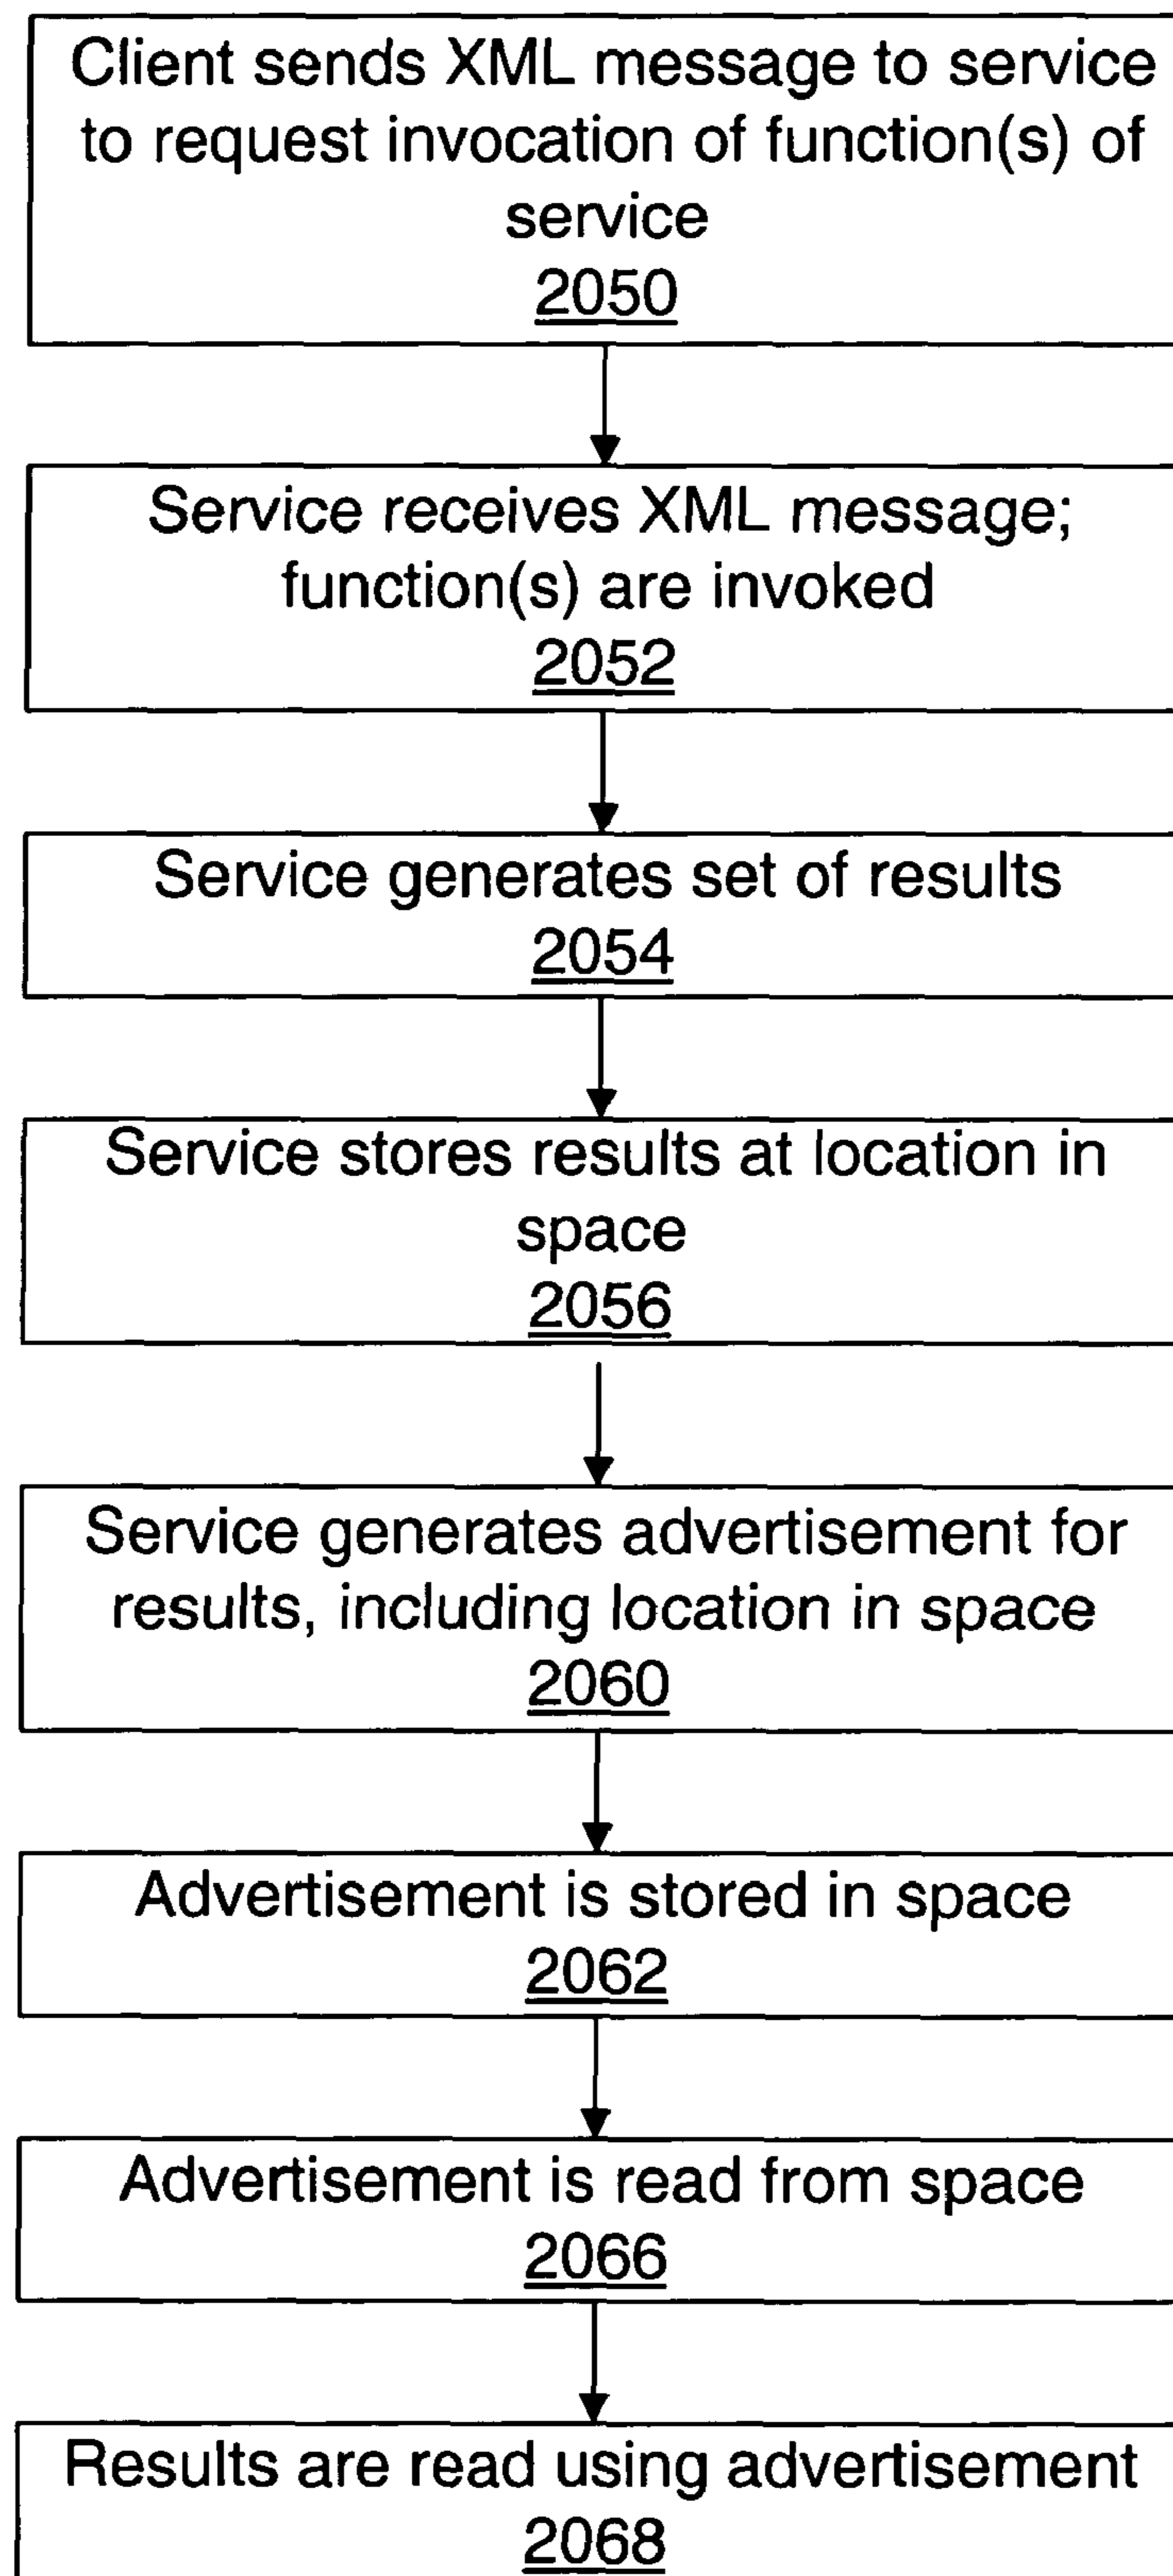 Client sends XML message to service
to request invocation of function(s) of
service
2050
Service receives XML message;
function(s) are invoked
2052
Service generates set of results
2054
Service stores results at location in
space
2056
Service generates advertisement for
results, including location in space
2060
Advertisement is stored in space
2062
Advertisement is read from space
2066
Results are read using advertisement
2068